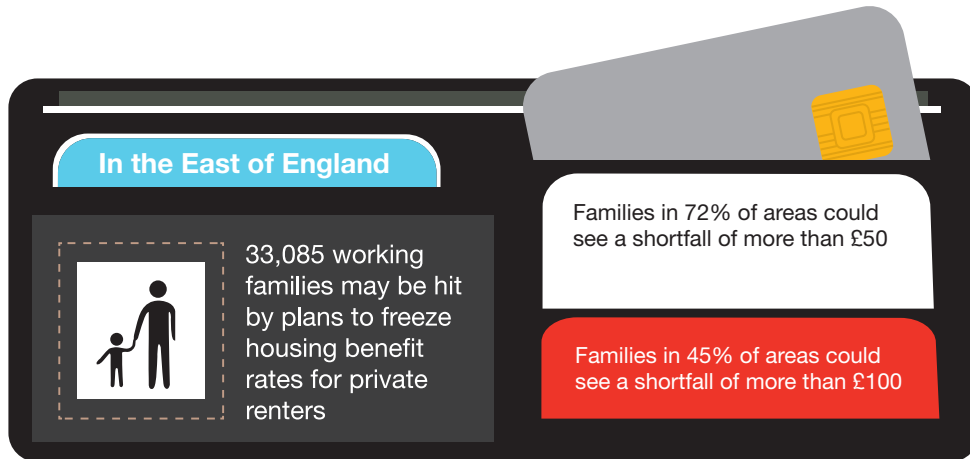 In the East of England
33,085 working
families may be hit
by plans to freeze
housing benefit
rates for private
renters
Families in 72% of areas could
see a shortfall of more than £50
Families in 45% of areas could
see a shortfall of more than £100